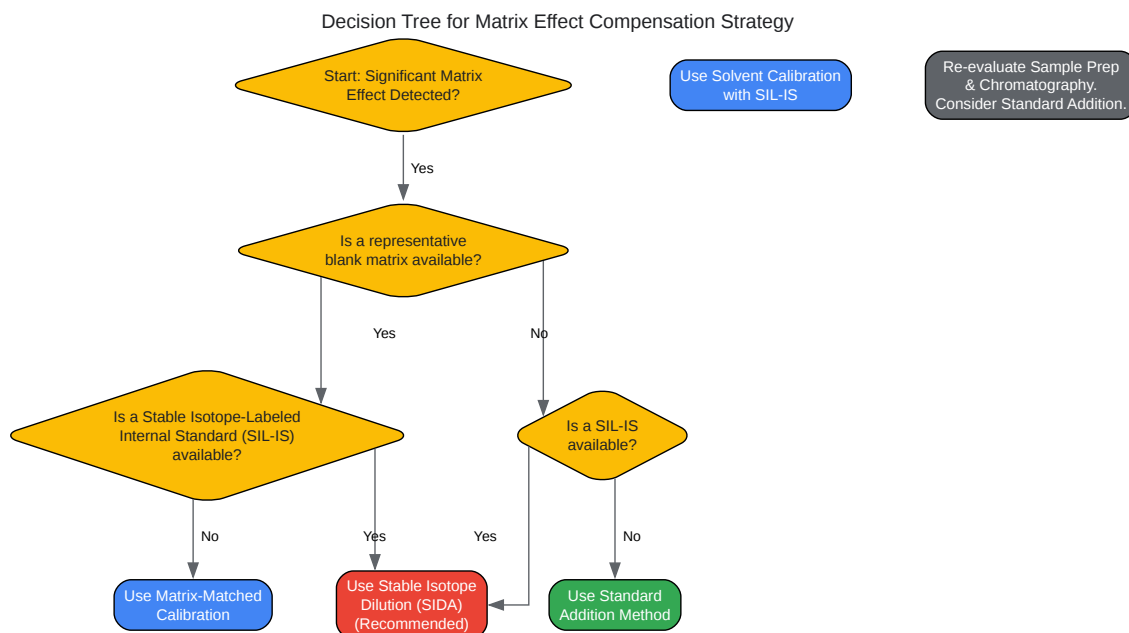 Decision Tree for Matrix Effect Compensation Strategy
Start: Significant Matrix
Effect Detected?
Use Solvent Calibration
with SIL-IS
Re-evaluate Sample Prep
& Chromatography.
Consider Standard Addition.
Yes
Is a representative
blank matrix available?
Yes
No
Is a Stable Isotope-Labeled
Internal Standard (SIL-IS)
available?
Is a SIL-IS
available?
No
Yes
Yes
No
Use Matrix-Matched
Calibration
Use Stable Isotope
Dilution (SIDA)
(Recommended)
Use Standard
Addition Method